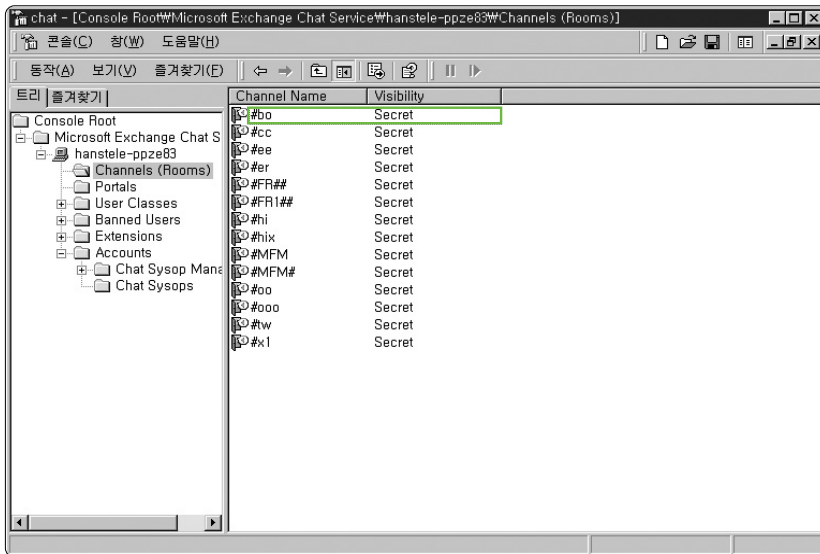 chat - [Console Root₩Microsoft Exchange Chat Service₩hanstele-ppze83₩Channels (Rooms)]
콘솔(C) 창(W) 도움말(H)
동작(A) 보기(V) 즐겨찾기(F)
트리 즐겨찾기
Console Root
Microsoft Exchange Chat S
hanstele-ppze83
Channels (Rooms)
Portals
User Classes
Banned Users
Extensions
Accounts
Chat Sysop Mana
Chat Sysops
Channel Name Visibility
#bo Secret
#cc Secret
#ee Secret
#er Secret
#FR## Secret
#FR1## Secret
#hi Secret
#hix Secret
#MFM Secret
#MFM# Secret
#oo Secret
#ooo Secret
#tw Secret
#x1 Secret